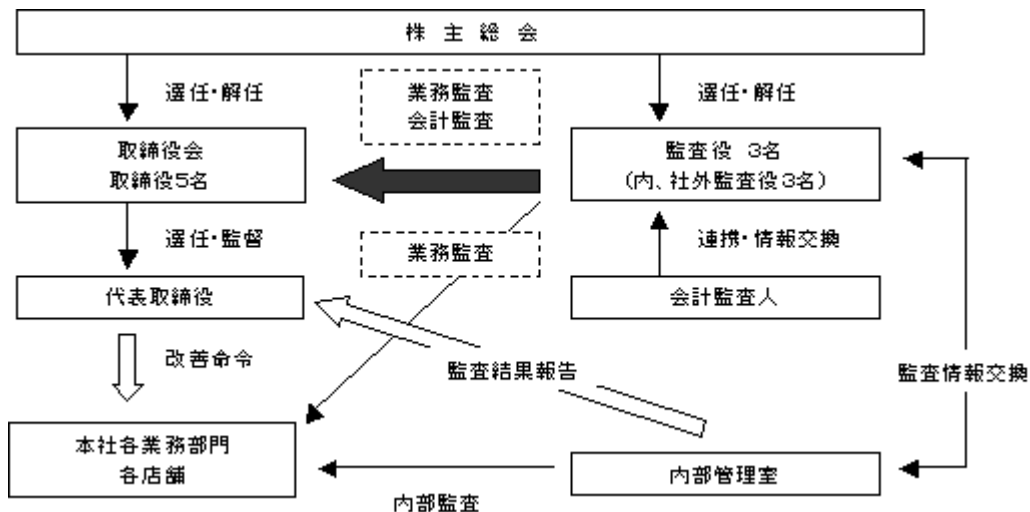 株主総会
選任・解任
業務監査
会計監査
選任・解任
取締役会
取締役5名
監査役 3名
(内、社外監査役3名)
選任・監督
業務監査
連携・情報交換
代表取締役
会計監査人
改善命令
監査結果報告
監査情報交換
本社各業務部門
各店舗
内部管理室
内部監査